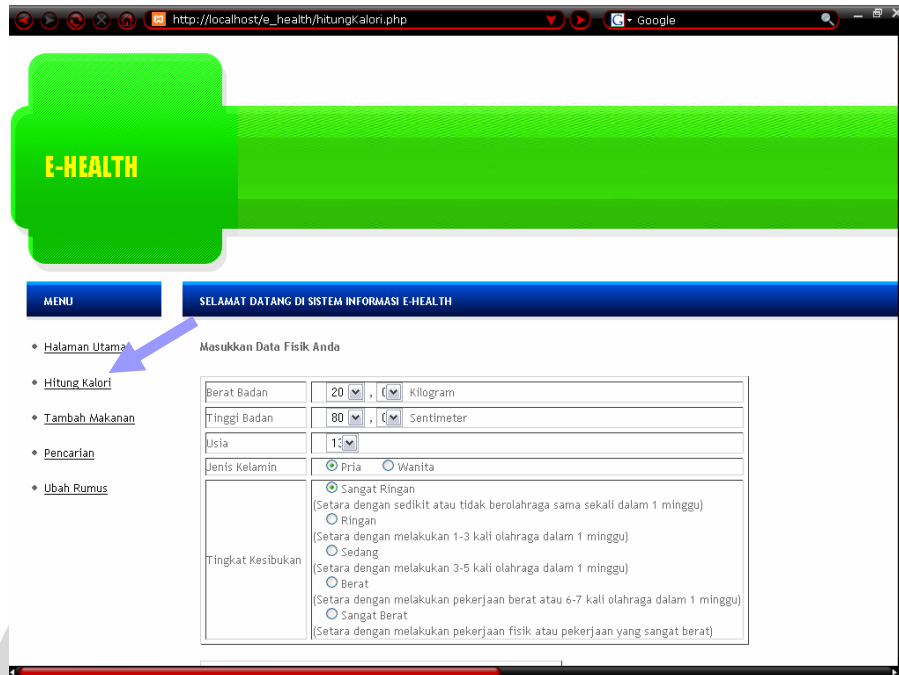 http://localhost/e_health/hitungKalori.php
G Google
E-HEALTH
MENU
SELAMAT DATANG DI SISTEM INFORMASI E-HEALTH
Halaman Utama
Hitung Kalori
Tambah Makanan
Pencarian
Ubah Rumus
Masukkan Data Fisik Anda
Berat Badan 20 , Kilogram
Tinggi Badan 80 , Sentimeter
Usia 13
Jenis Kelamin Pria Wanita
Tingkat Kesibukan
Sangat Ringan
(Setara dengan sedikit atau tidak berolahraga sama sekali dalam 1 minggu)
Ringan
(Setara dengan melakukan 1-3 kali olahraga dalam 1 minggu)
Sedang
(Setara dengan melakukan 3-5 kali olahraga dalam 1 minggu)
Berat
(Setara dengan melakukan pekerjaan berat atau 6-7 kali olahraga dalam 1 minggu)
Sangat Berat
(Setara dengan melakukan pekerjaan fisik atau pekerjaan yang sangat berat)